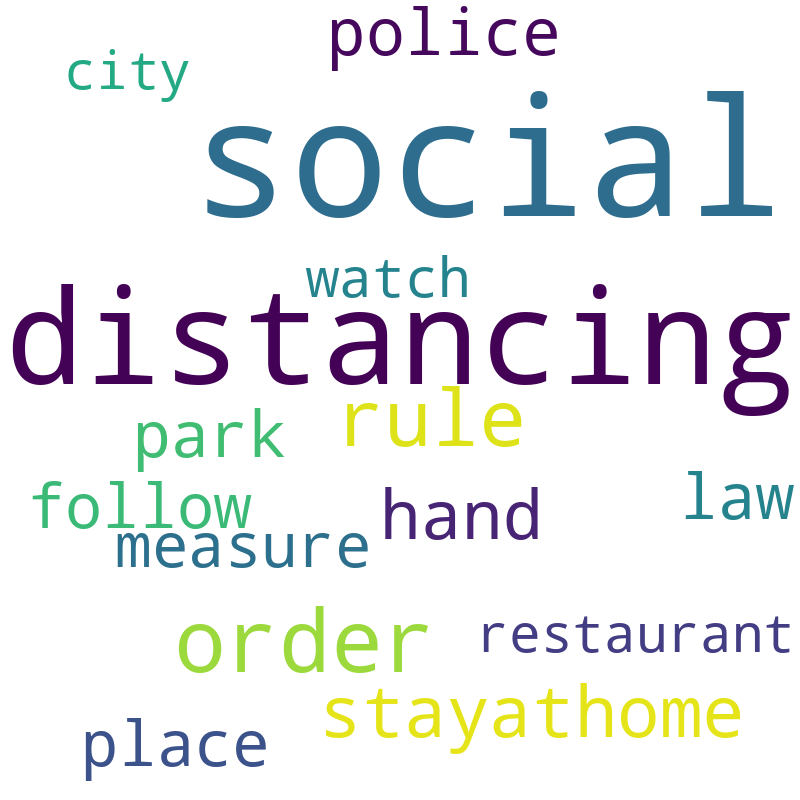 police
city
social
watch
distancing
rule
park
law
follow
hand
measure
order
restaurant
stayathome
place